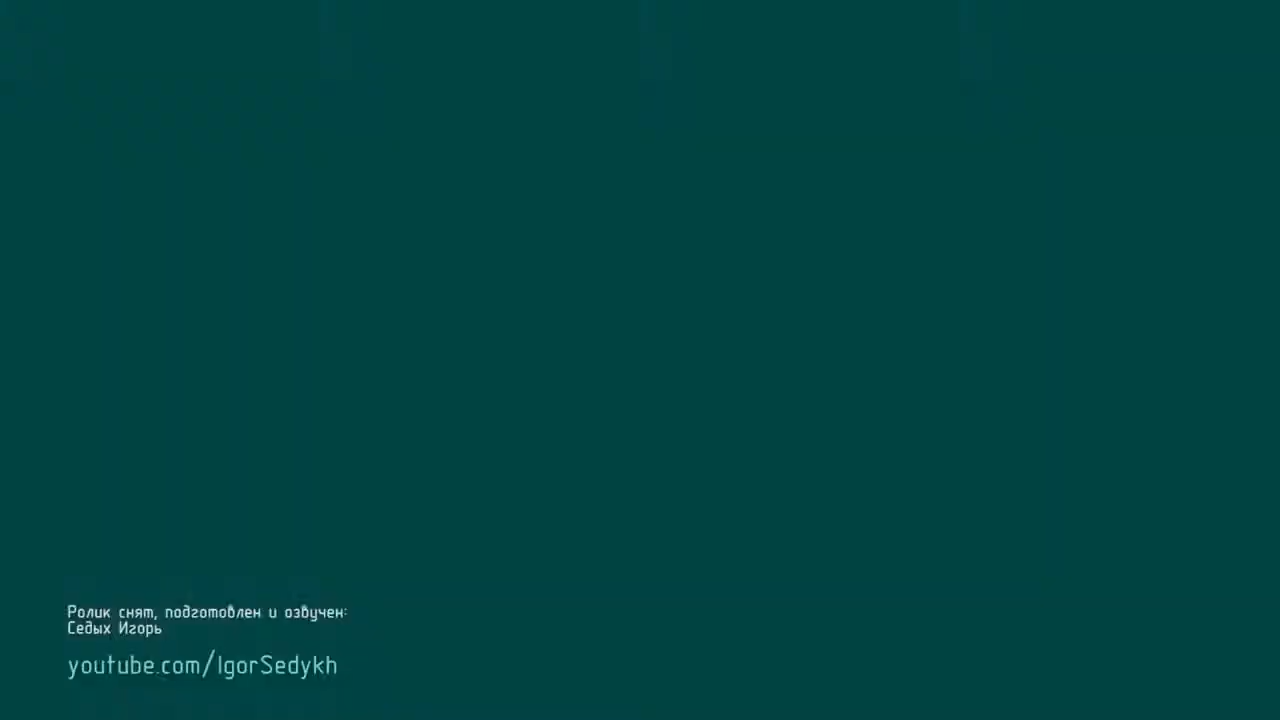 Ролик снят, подготовлен и озвучен:
Седых Игорь
youtube.com/IgorSedykh